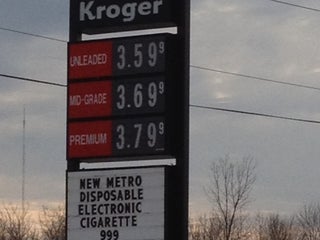 Kroger
UNLEADED 3.59 9
MID-GRADE 3.69 9
PREMIUM 3.79 9
NEW METRO
DISPOSABLE
ELECTRONIC
CIGARETTE
999